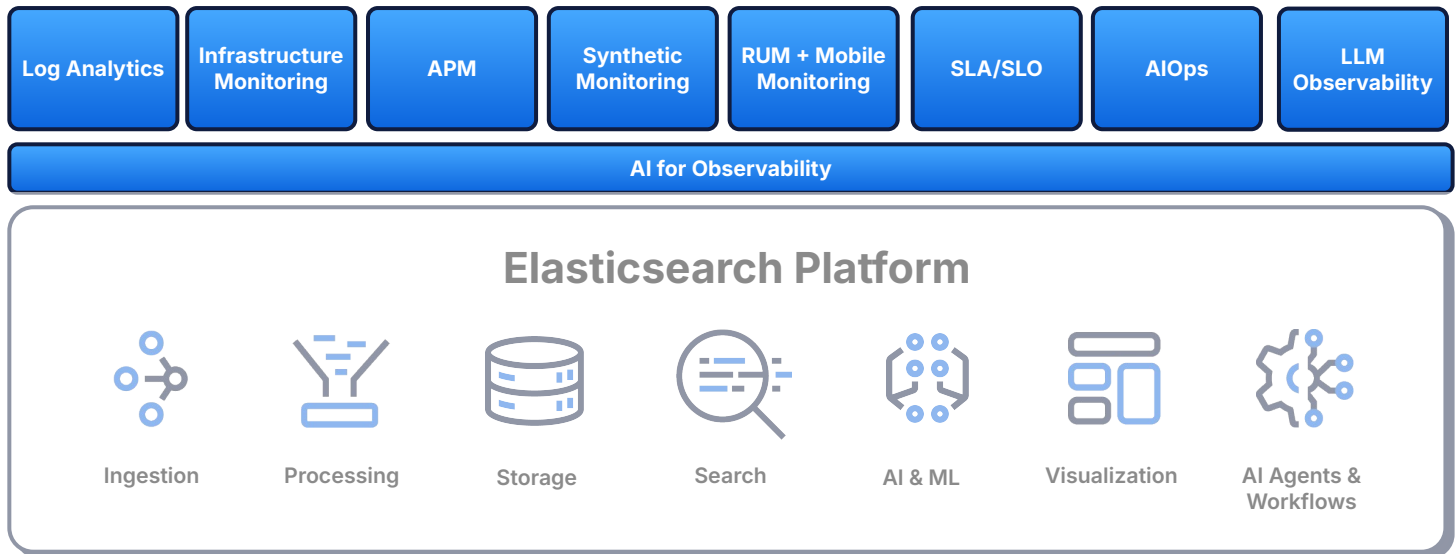 Log Analytics
Infrastructure
Monitoring
APM
Synthetic
Monitoring
RUM + Mobile
Monitoring
SLA/SLO
AIOps
LLM
Observability
AI for Observability
Elasticsearch Platform
Ingestion
Processing
Storage
Search
AI & ML
Visualization
AI Agents &
Workflows